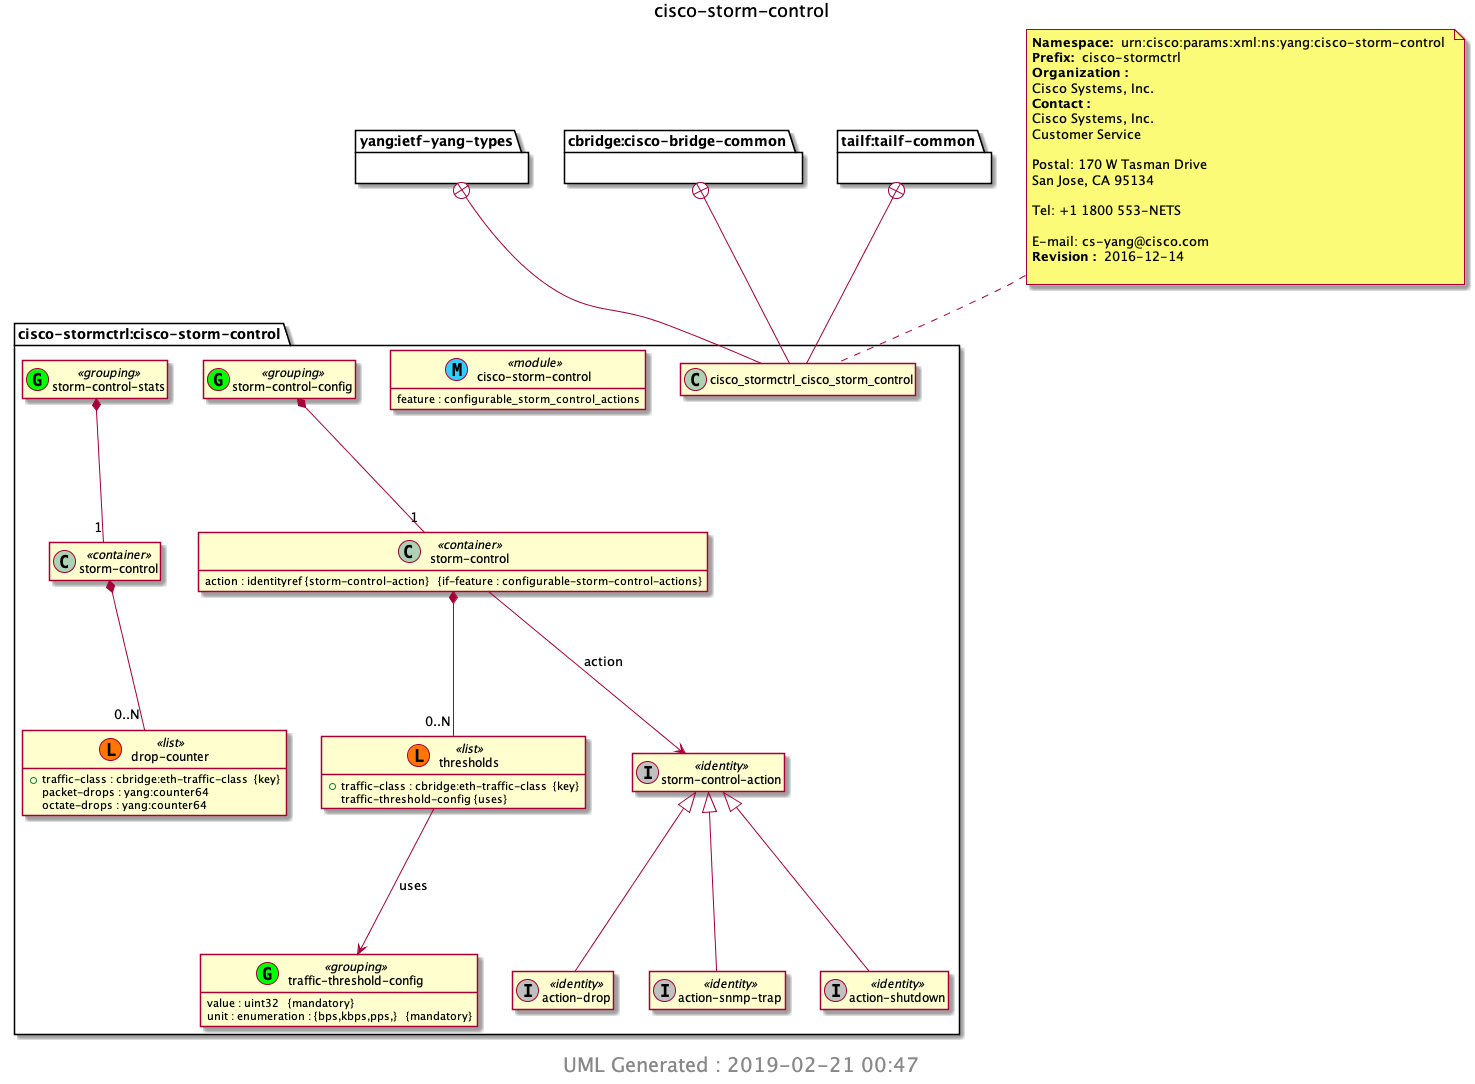 cisco-storm-control
Namespace: urn:cisco:params:xml:ns:yang:cisco-storm-control
Prefix: cisco-stormctrl
Organization :
Cisco Systems, Inc.
Contact :
Cisco Systems, Inc.
Customer Service
Postal: 170 W Tasman Drive
San Jose, CA 95134
Tel: +1 1800 553-NETS
E-mail: cs-yang@cisco.com
Revision : 2016-12-14
yang:ietf-yang-types
cbridge:cisco-bridge-common
tailf:tailf-common
cisco-stormctrl:cisco-storm-control
G
«grouping»
storm-control-stats
G
«grouping»
storm-control-config
M
«module»
cisco-storm-control
feature : configurable_storm_control_actions
C
cisco_stormctrl_cisco_storm_control
1
1
C
«container»
storm-control
C
«container»
storm-control
action : identityref {storm-control-action} {if-feature : configurable-storm-control-actions}
action
0..N
0..N
L
«list»
drop-counter
traffic-class : cbridge:eth-traffic-class {key}
packet-drops : yang:counter64
octate-drops : yang:counter64
L
«list»
thresholds
traffic-class : cbridge:eth-traffic-class {key}
traffic-threshold-config {uses}
I
«identity»
storm-control-action
uses
G
«grouping»
traffic-threshold-config
value : uint32 {mandatory}
unit : enumeration : {bps,kbps,pps,} {mandatory}
I
«identity»
action-drop
I
«identity»
action-snmp-trap
I
«identity»
action-shutdown
UML Generated : 2019-02-21 00:47